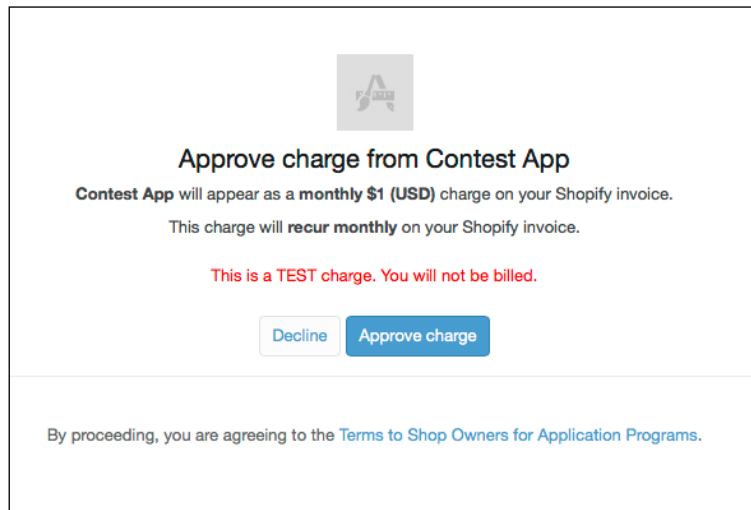 Approve charge from Contest App
Contest App will appear as a monthly $1 (USD) charge on your Shopify invoice.
This charge will recur monthly on your Shopify invoice.
This is a TEST charge. You will not be billed.
Decline Approve charge
By proceeding, you are agreeing to the Terms to Shop Owners for Application Programs.